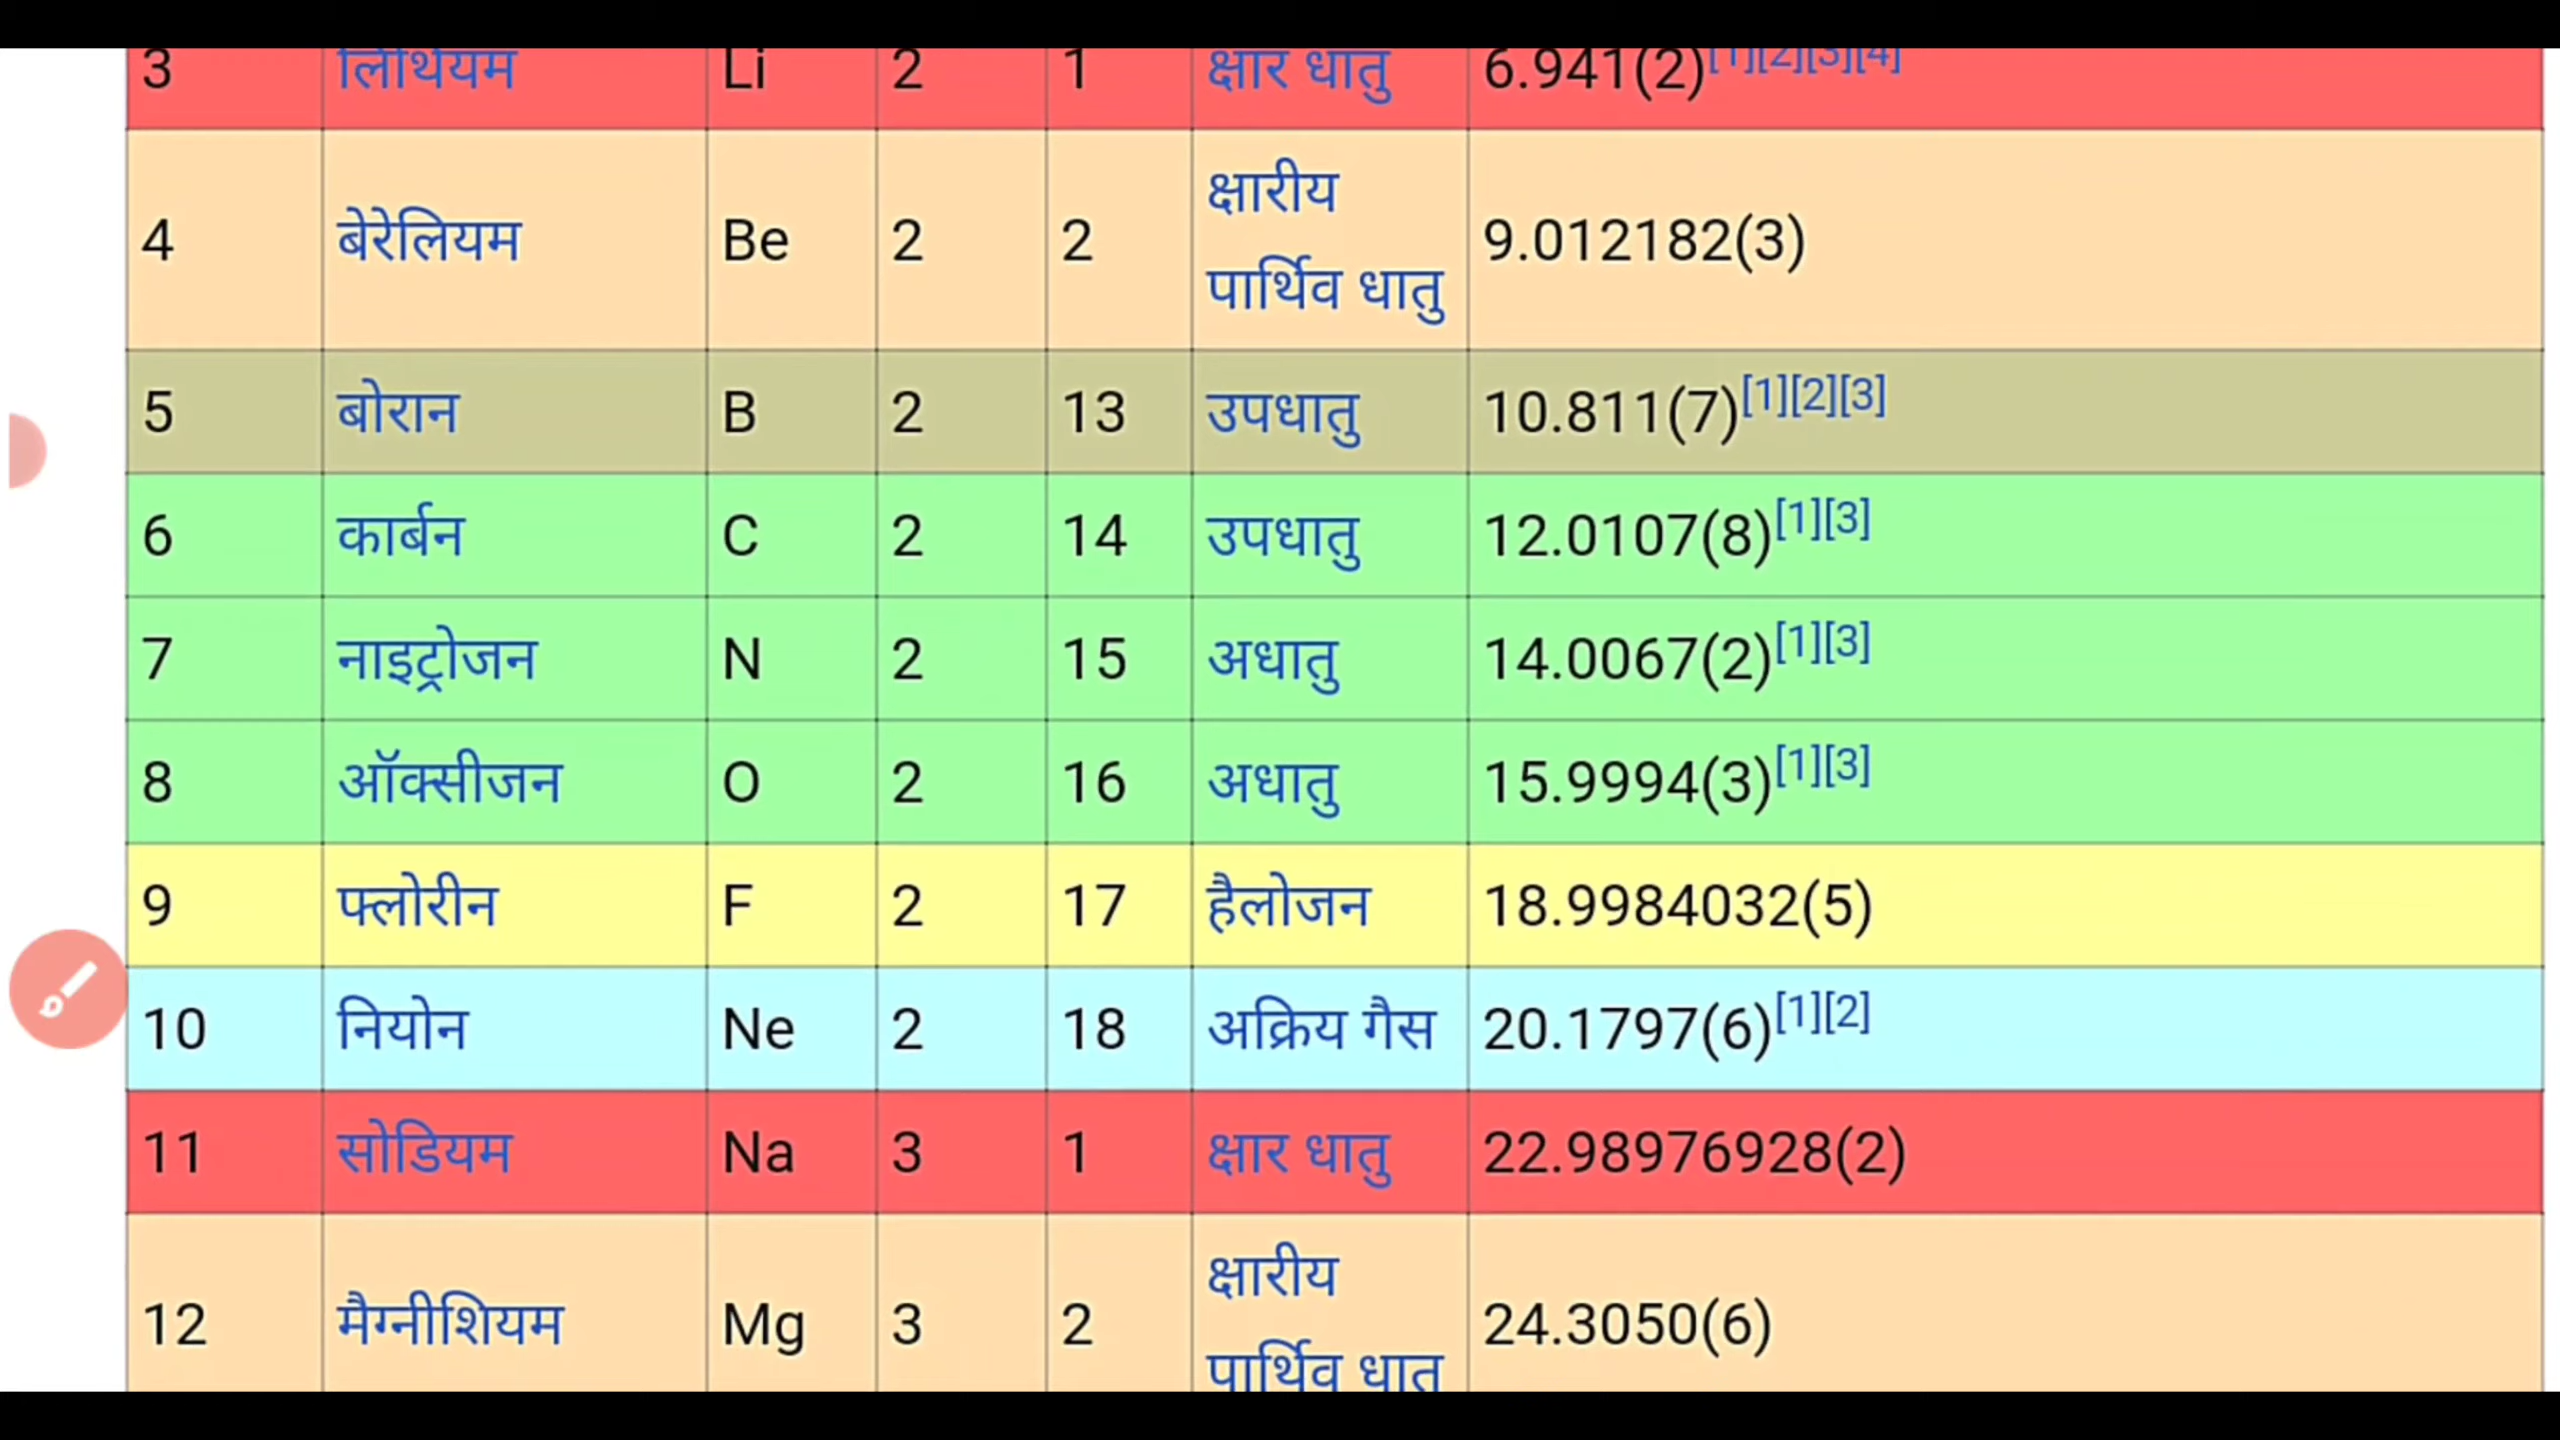 3 लिथियम Li 2 1 क्षार धातु 6.941(2)[1][2][3][4]
4 बेरेलियम Be 2 2 क्षारीय पार्थिव धातु 9.012182(3)
5 बोरान B 2 13 उपधातु 10.811(7)[1][2][3]
6 कार्बन C 2 14 उपधातु 12.0107(8)[1][3]
7 नाइट्रोजन N 2 15 अधातु 14.0067(2)[1][3]
8 ऑक्सीजन O 2 16 अधातु 15.9994(3)[1][3]
9 फ्लोरीन F 2 17 हैलोजन 18.9984032(5)
10 नियोन Ne 2 18 अक्रिय गैस 20.1797(6)[1][2]
11 सोडियम Na 3 1 क्षार धातु 22.98976928(2)
12 मैग्नीशियम Mg 3 2 क्षारीय पार्थिव धातु 24.3050(6)